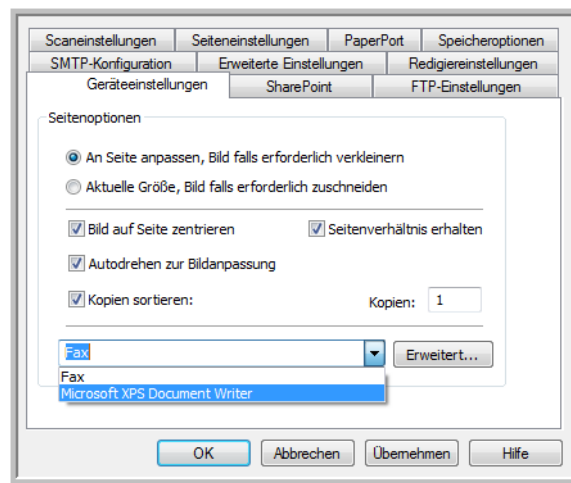 Scaneinstellungen Seiteneinstellungen PaperPort Speicheroptionen
SMTP-Konfiguration Erweiterte Einstellungen Redigiereinstellungen
Geräteeinstellungen SharePoint FTP-Einstellungen
Seitenoptionen
An Seite anpassen, Bild falls erforderlich verkleinern
Aktuelle Größe, Bild falls erforderlich zuschneiden
Bild auf Seite zentrieren Seitenverhältnis erhalten
Autodrehen zur Bildanpassung
Kopien sortieren: Kopien: 1
Fax Erweitert...
Fax
Microsoft XPS Document Writer
OK Abbrechen Übernehmen Hilfe